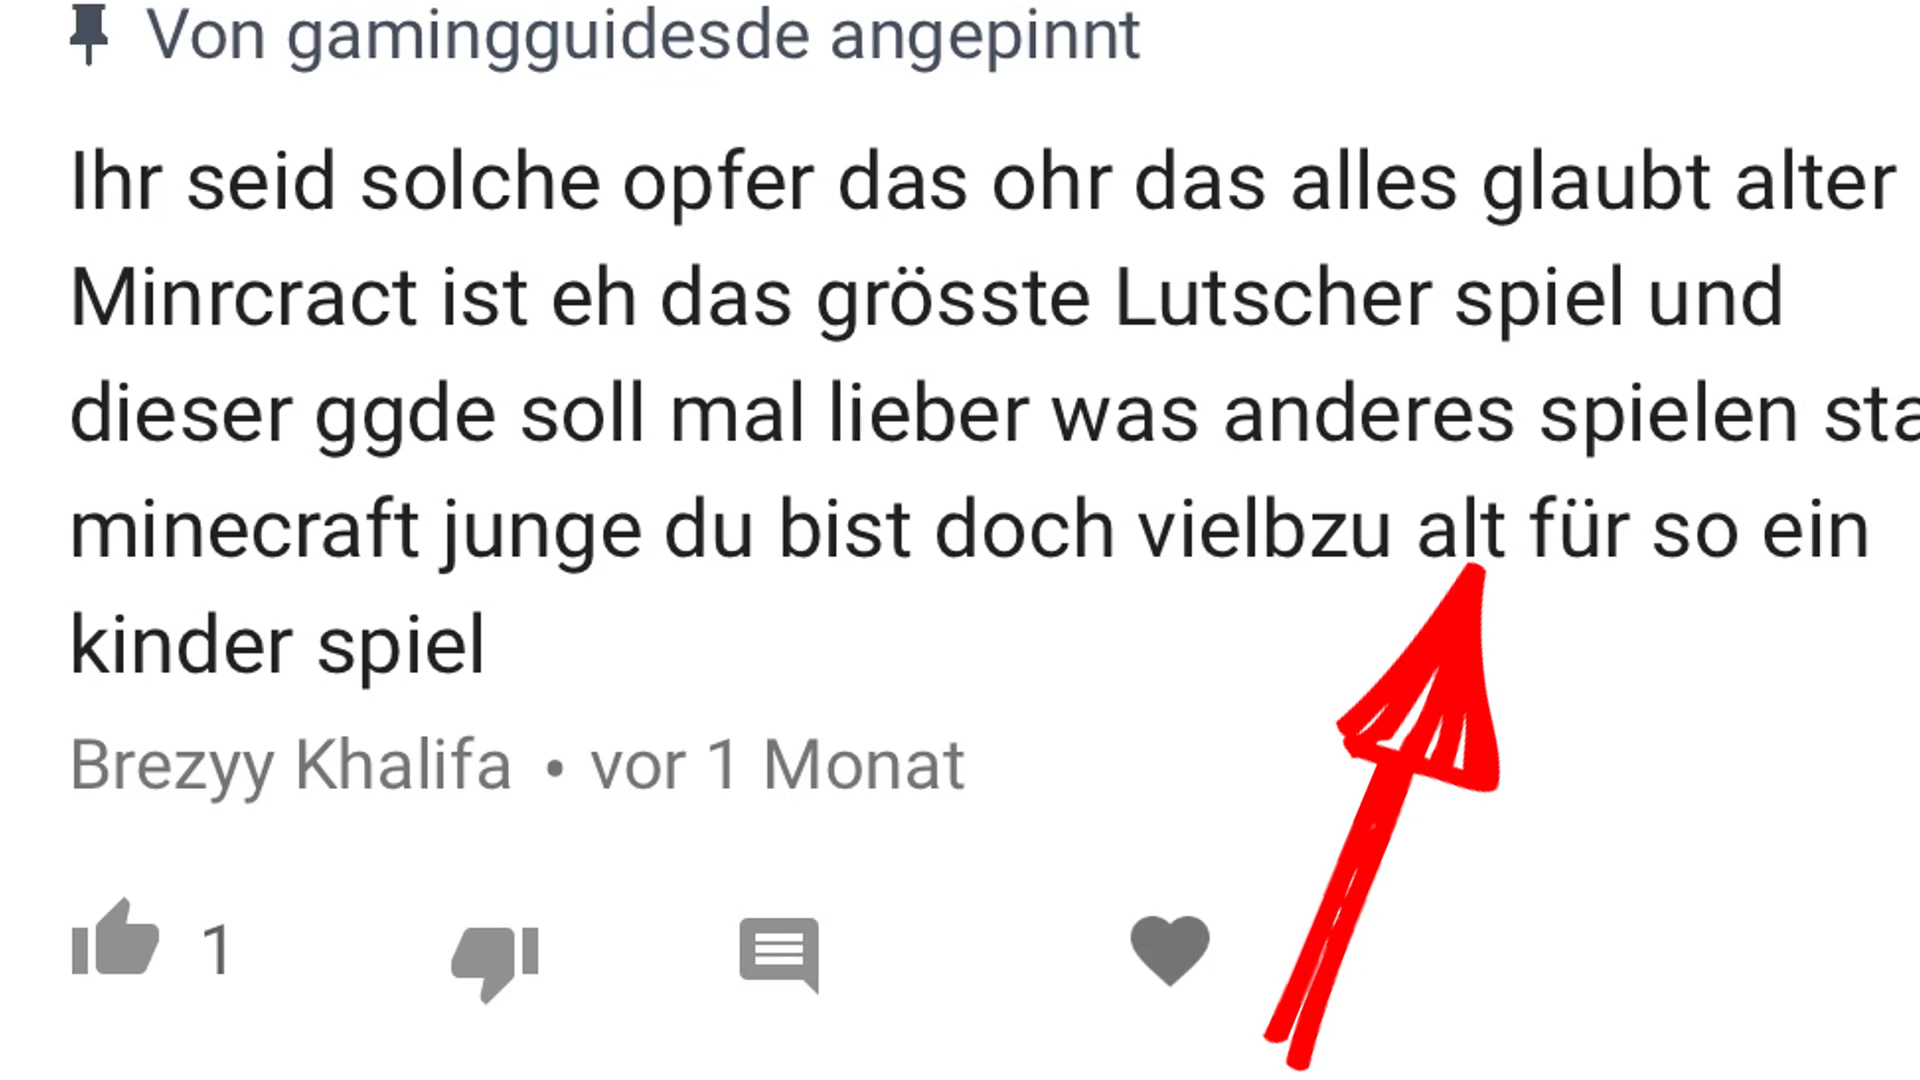 Von gamingguidesde angepinnt
Ihr seid solche opfer das ohr das alles glaubt alter
Minrcract ist eh das grösste Lutscher spiel und
dieser ggde soll mal lieber was anderes spielen sta
minecraft junge du bist doch vielbzu alt für so ein
kinder spiel
Brezyy Khalifa • vor 1 Monat
1